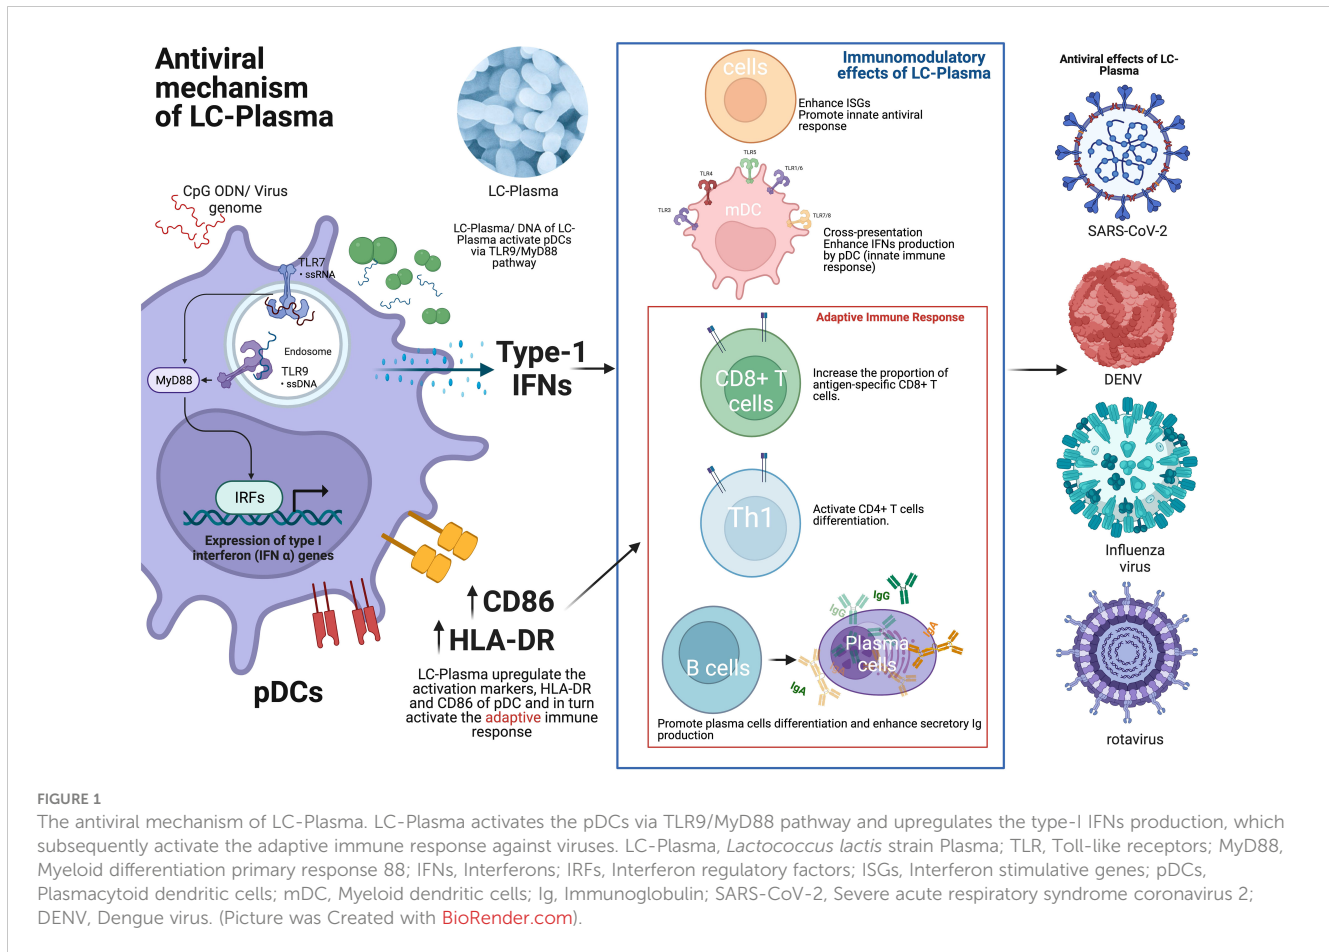 Antiviral
mechanism
of LC-Plasma
LC-Plasma
CpG ODN/ Virus
genome
LC-Plasma/ DNA of LC-
Plasma activate pDCs
via TLR9/MyD88
pathway
TLR7
• ssRNA
Endosome
TLR9
• ssDNA
MyD88
IRFs
Expression of type I
interferon (IFN α) genes
pDCs
Type-1
IFNs
CD86
HLA-DR
LC-Plasma upregulate the
activation markers, HLA-DR
and CD86 of pDC and in turn
activate the adaptive immune
response
Immunomodulatory
effects of LC-Plasma
cells
Enhance ISGs
Promote innate antiviral
response
TLR5
TLR4
TLR1/6
TLR3
TLR7/8
mDC
Cross-presentation
Enhance IFNs production
by pDC (innate immune
response)
Adaptive Immune Response
CD8+ T
cells
Increase the proportion of
antigen-specific CD8+ T
cells.
Th1
Activate CD4+ T cells
differentiation.
B cells
Plasma
cells
IgG
IgG
IgA
IgA
Promote plasma cells differentiation and enhance secretory Ig
production
Antiviral effects of LC-
Plasma
SARS-CoV-2
DENV
Influenza
virus
rotavirus
FIGURE 1
The antiviral mechanism of LC-Plasma. LC-Plasma activates the pDCs via TLR9/MyD88 pathway and upregulates the type-I IFNs production, which
subsequently activate the adaptive immune response against viruses. LC-Plasma, Lactococcus lactis strain Plasma; TLR, Toll-like receptors; MyD88,
Myeloid differentiation primary response 88; IFNs, Interferons; IRFs, Interferon regulatory factors; ISGs, Interferon stimulative genes; pDCs,
Plasmacytoid dendritic cells; mDC, Myeloid dendritic cells; Ig, Immunoglobulin; SARS-CoV-2, Severe acute respiratory syndrome coronavirus 2;
DENV, Dengue virus. (Picture was Created with BioRender.com).